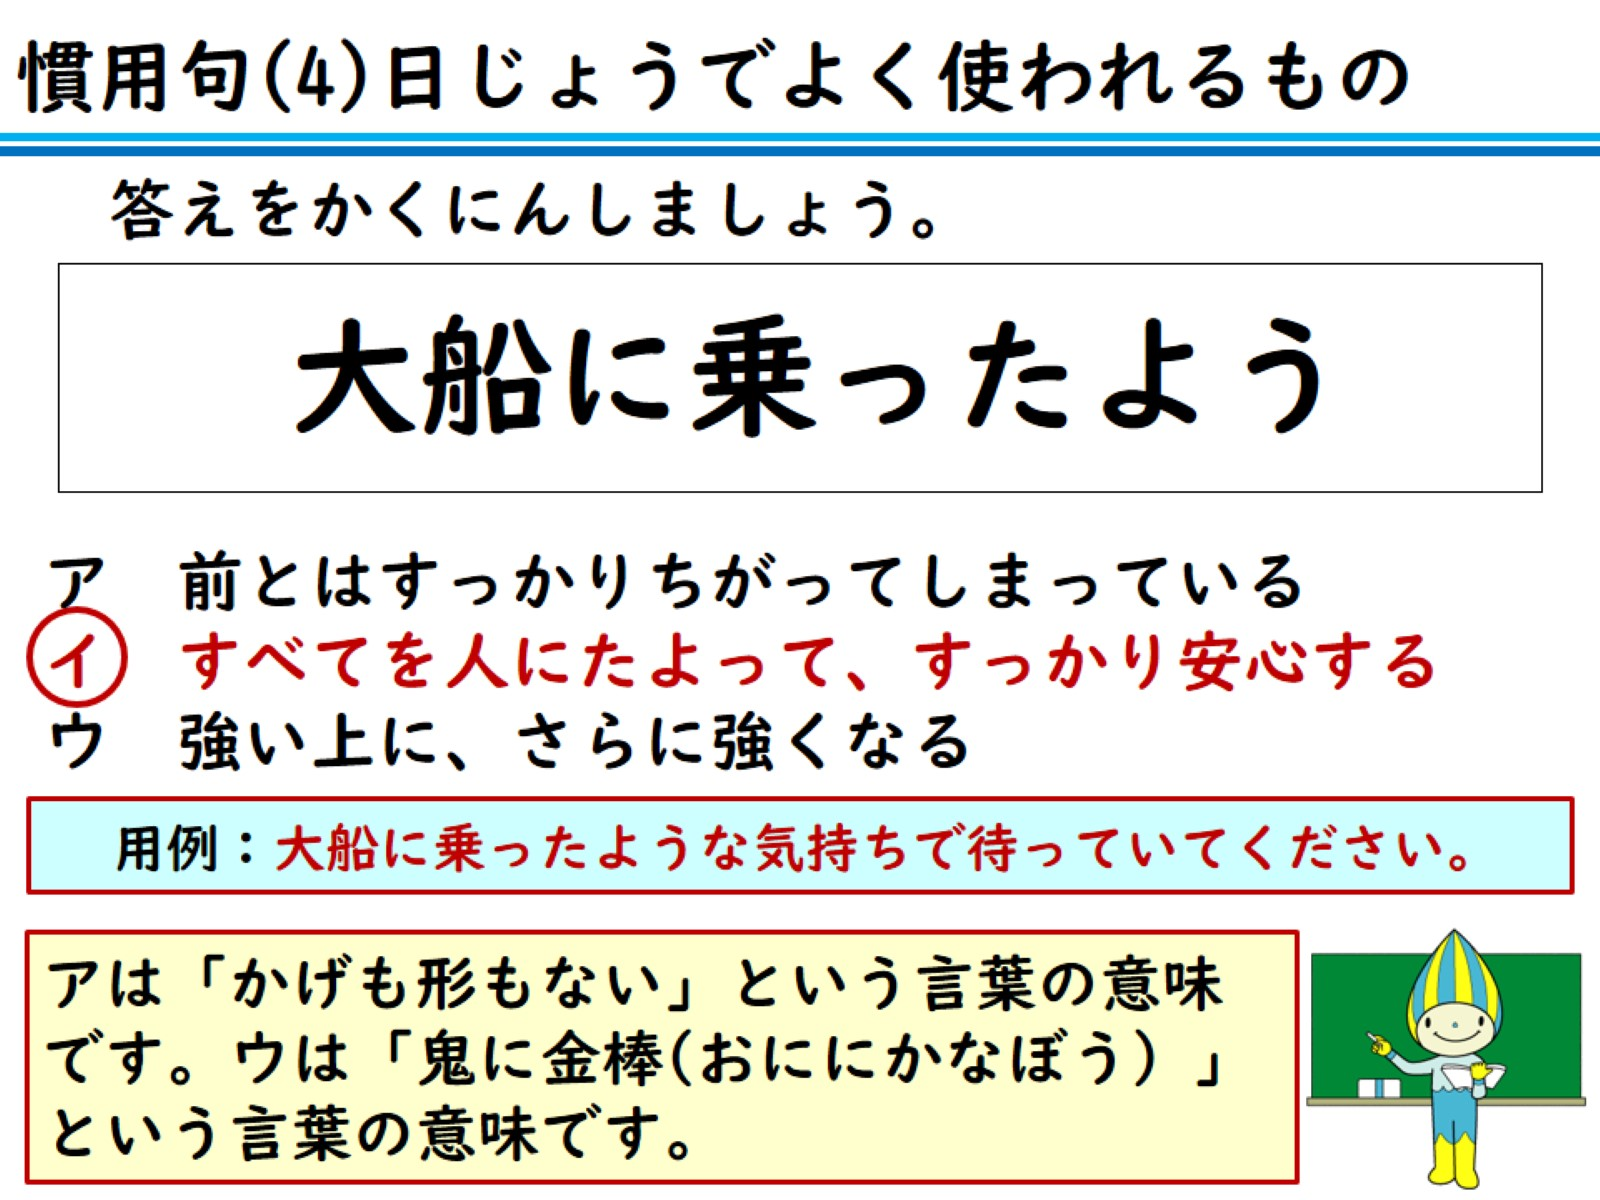 慣用句(4)日じょうでよく使われるもの
答えをかくにんしましょう。
大船に乗ったよう
ア　前とはすっかりちがってしまっている
イ　すべてを人にたよって、すっかり安心する
ウ　強い上に、さらに強くなる
用例：大船に乗ったような気持ちで待っていてください。
アは「かげも形もない」という言葉の意味
です。ウは「鬼に金棒(おににかなぼう）」
という言葉の意味です。